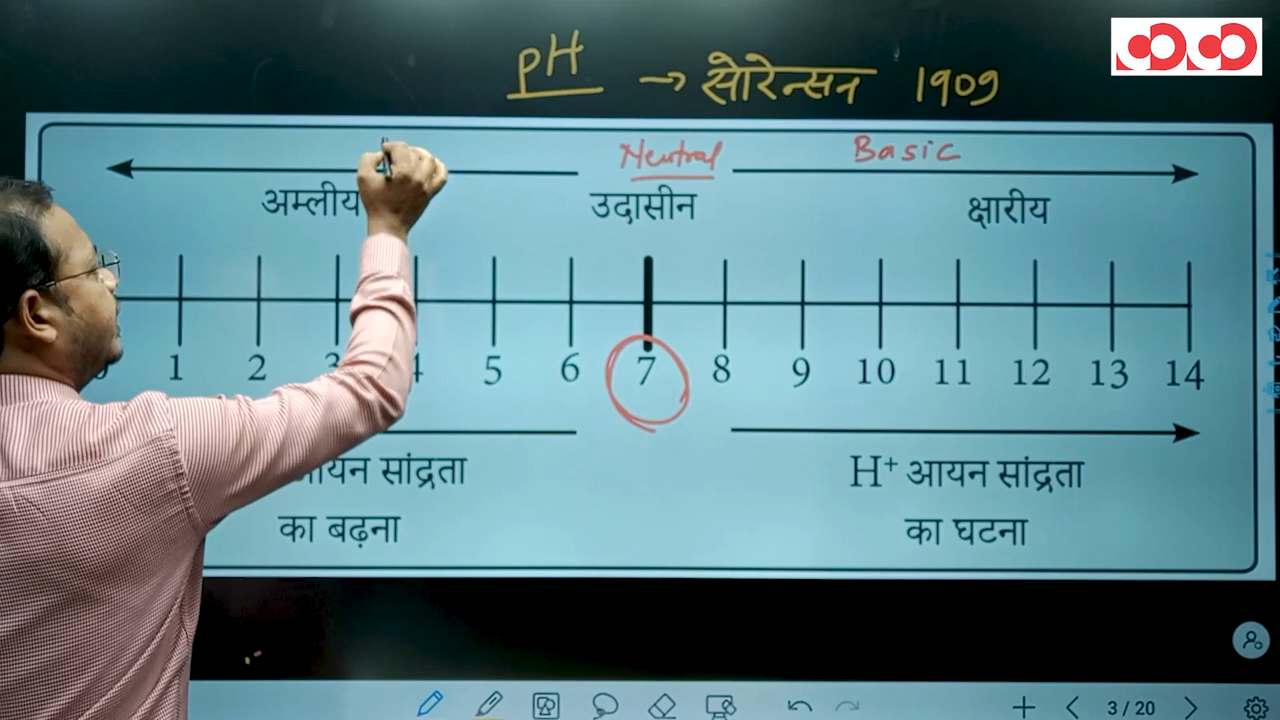 pH → सोरेन्सन 1909
Neutral Basic
अम्लीय उदासीन क्षारीय
1 2 3 4 5 6 7 8 9 10 11 12 13 14
सांद्रता H⁺ आयन सांद्रता
का बढ़ना का घटना
3 / 20